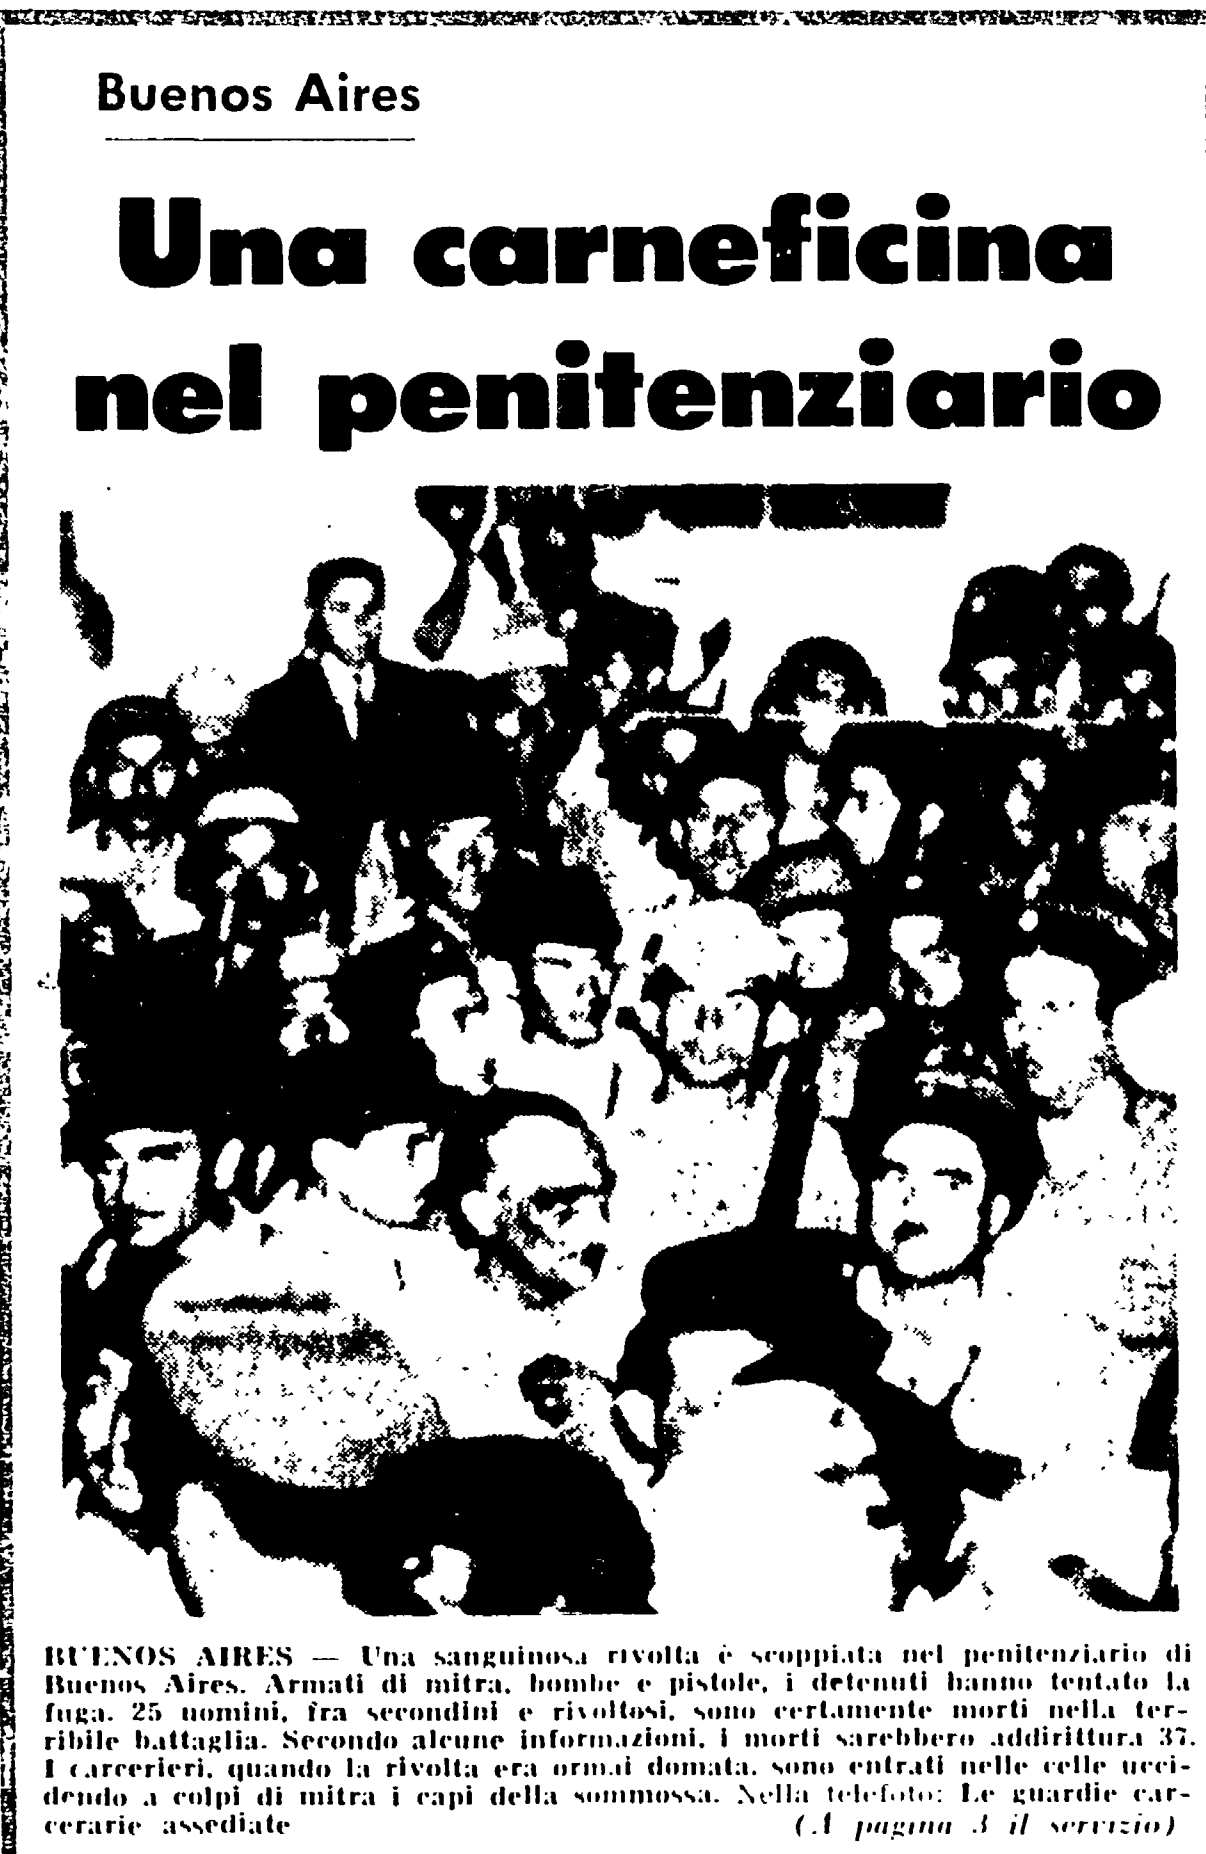 Buenos Aires
Una carneficina
nel penitenziario
BUENOS AIRES — Una sanguinosa rivolta è scoppiata nel penitenziario di
Buenos Aires. Armati di mitra, bombe e pistole, i detenuti hanno tentato la
fuga. 25 uomini, fra secondini e rivoltosi, sono certamente morti nella ter-
ribile battaglia. Secondo alcune informazioni, i morti sarebbero addirittura 37.
I carcerieri, quando la rivolta era ormai domata, sono entrati nelle celle ucci-
dendo a colpi di mitra i capi della sommossa. Nella telefoto: Le guardie car-
cerarie assediate (A pagina 3 il servizio)